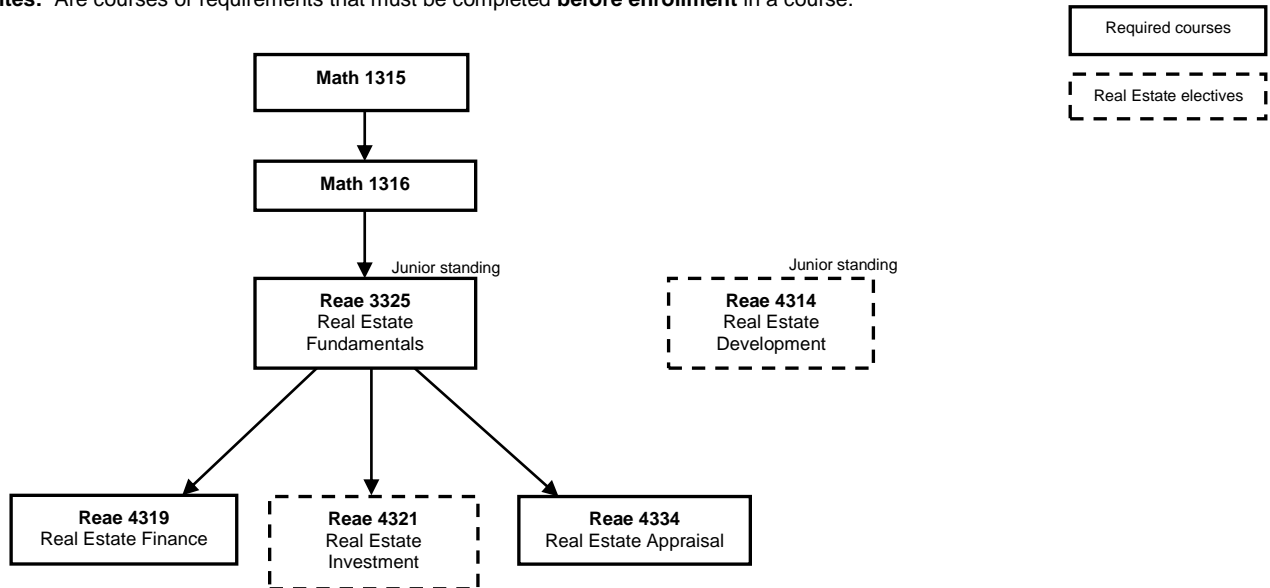 Are courses or requirements that must be completed before enrollment in a course.
Required courses
Real Estate electives
Math 1315
Math 1316
Junior standing
Reae 3325
Real Estate
Fundamentals
Junior standing
Reae 4314
Real Estate
Development
Reae 4319
Real Estate Finance
Reae 4321
Real Estate
Investment
Reae 4334
Real Estate Appraisal